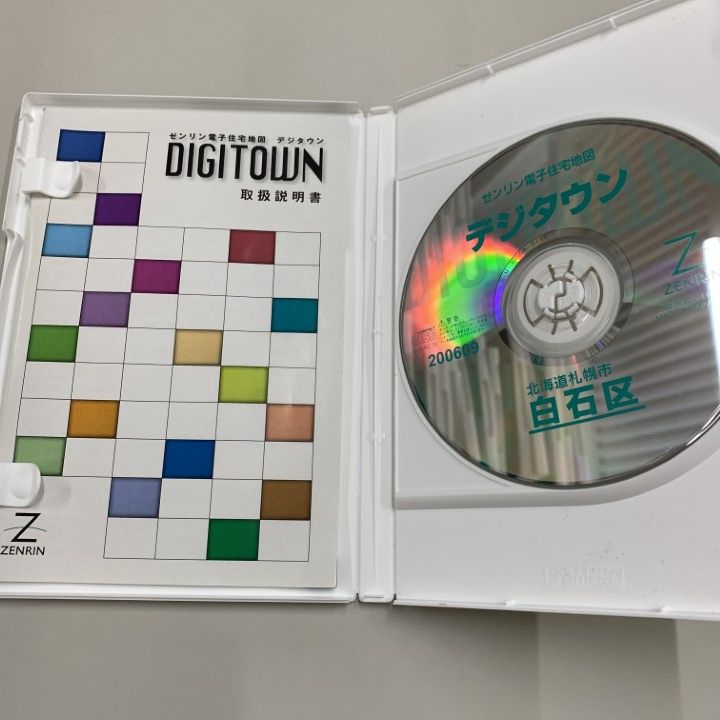 ゼンリン電子住宅地図 デジタウン
DIGITOWN
取扱説明書
Z
ZENRIN
ゼンリン電子住宅地図
デジタウン
Z
ZENRIN
200609
北海道札幌市
白石区